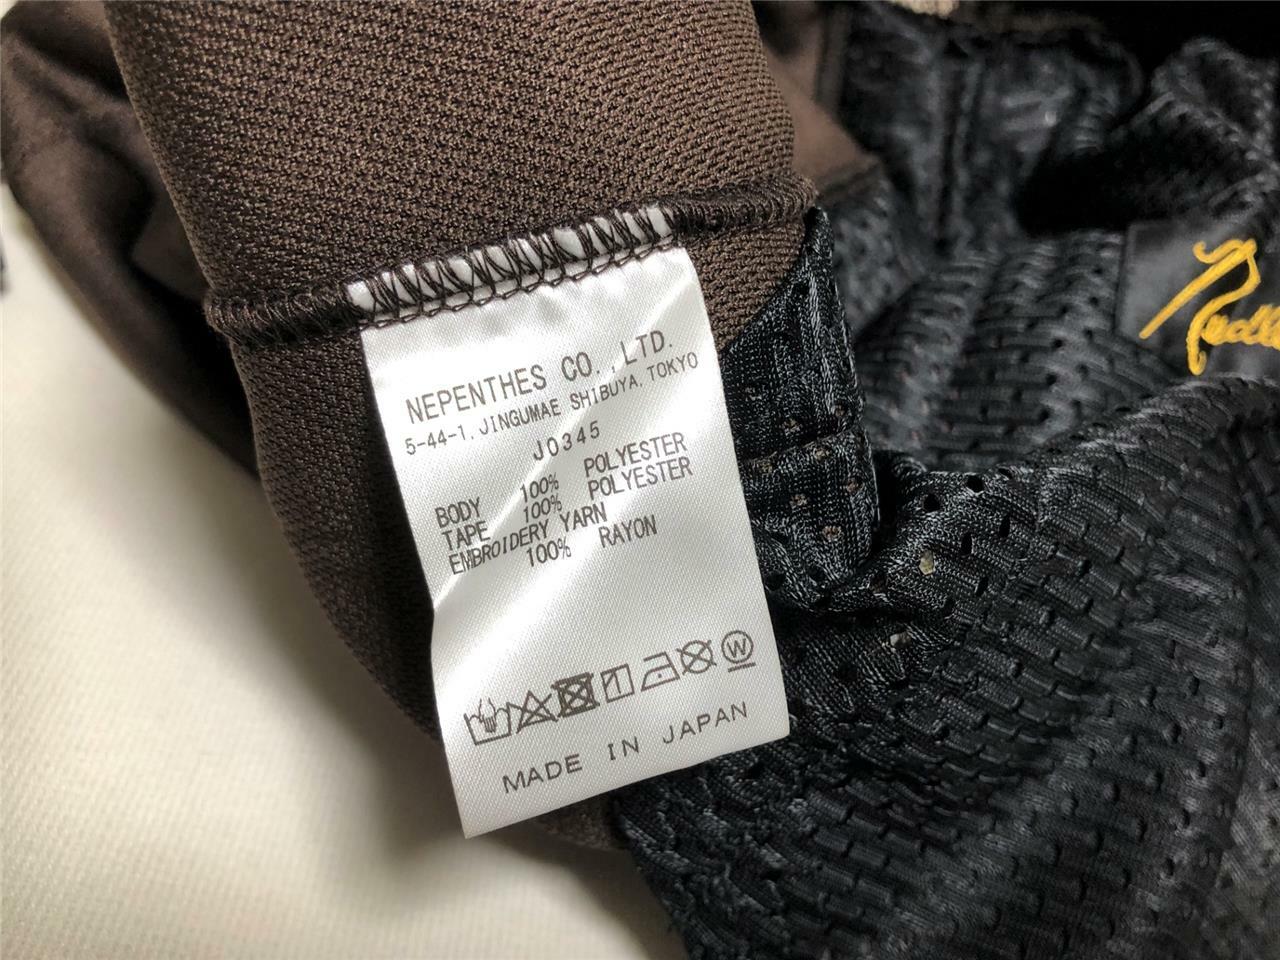 NEPENTHES CO., LTD.
5-44-1, JINGUMAE SHIBUYA, TOKYO
J0345
BODY 100% POLYESTER
TAPE 100% POLYESTER
EMBROIDERY YARN
100% RAYON
W
MADE IN JAPAN